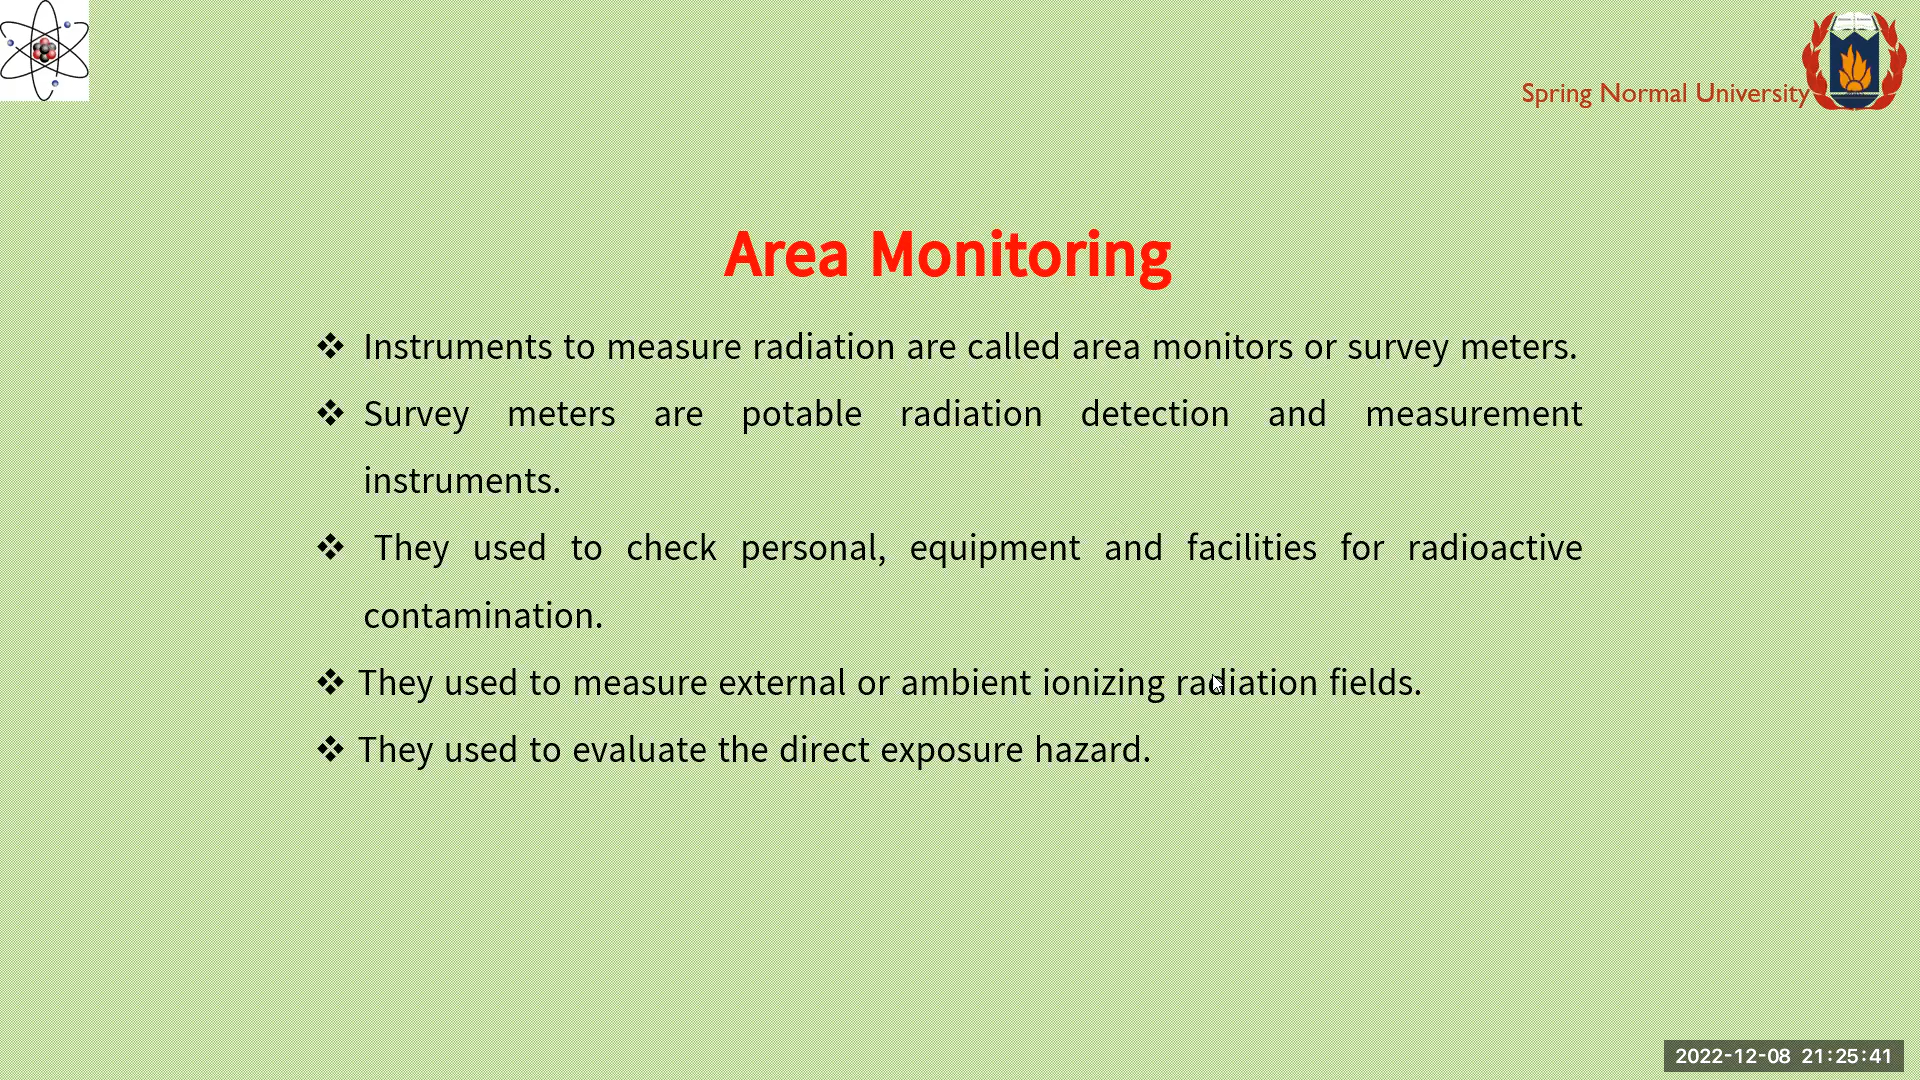 Spring Normal University
Area Monitoring
❖ Instruments to measure radiation are called area monitors or survey meters.
❖ Survey meters are potable radiation detection and measurement
instruments.
❖ They used to check personal, equipment and facilities for radioactive
contamination.
❖ They used to measure external or ambient ionizing radiation fields.
❖ They used to evaluate the direct exposure hazard.
2022-12-08 21:25:41